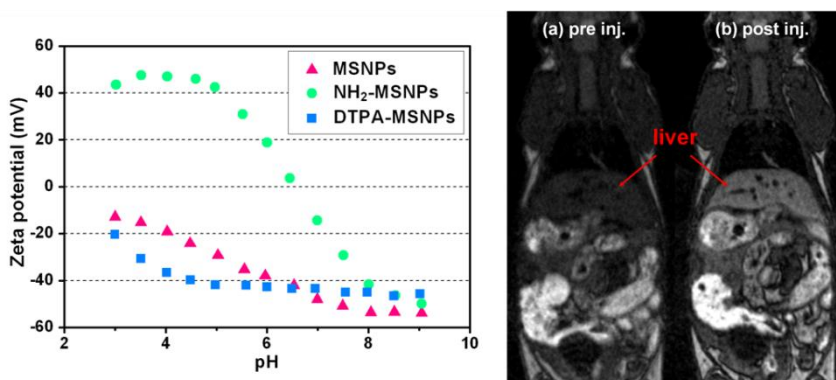 60
40
20
0
-20
-40
-60
Zeta potential (mV)
MSNPs
NH₂-MSNPs
DTPA-MSNPs
2 4 6 8 10
pH
(a) pre inj. (b) post inj.
liver